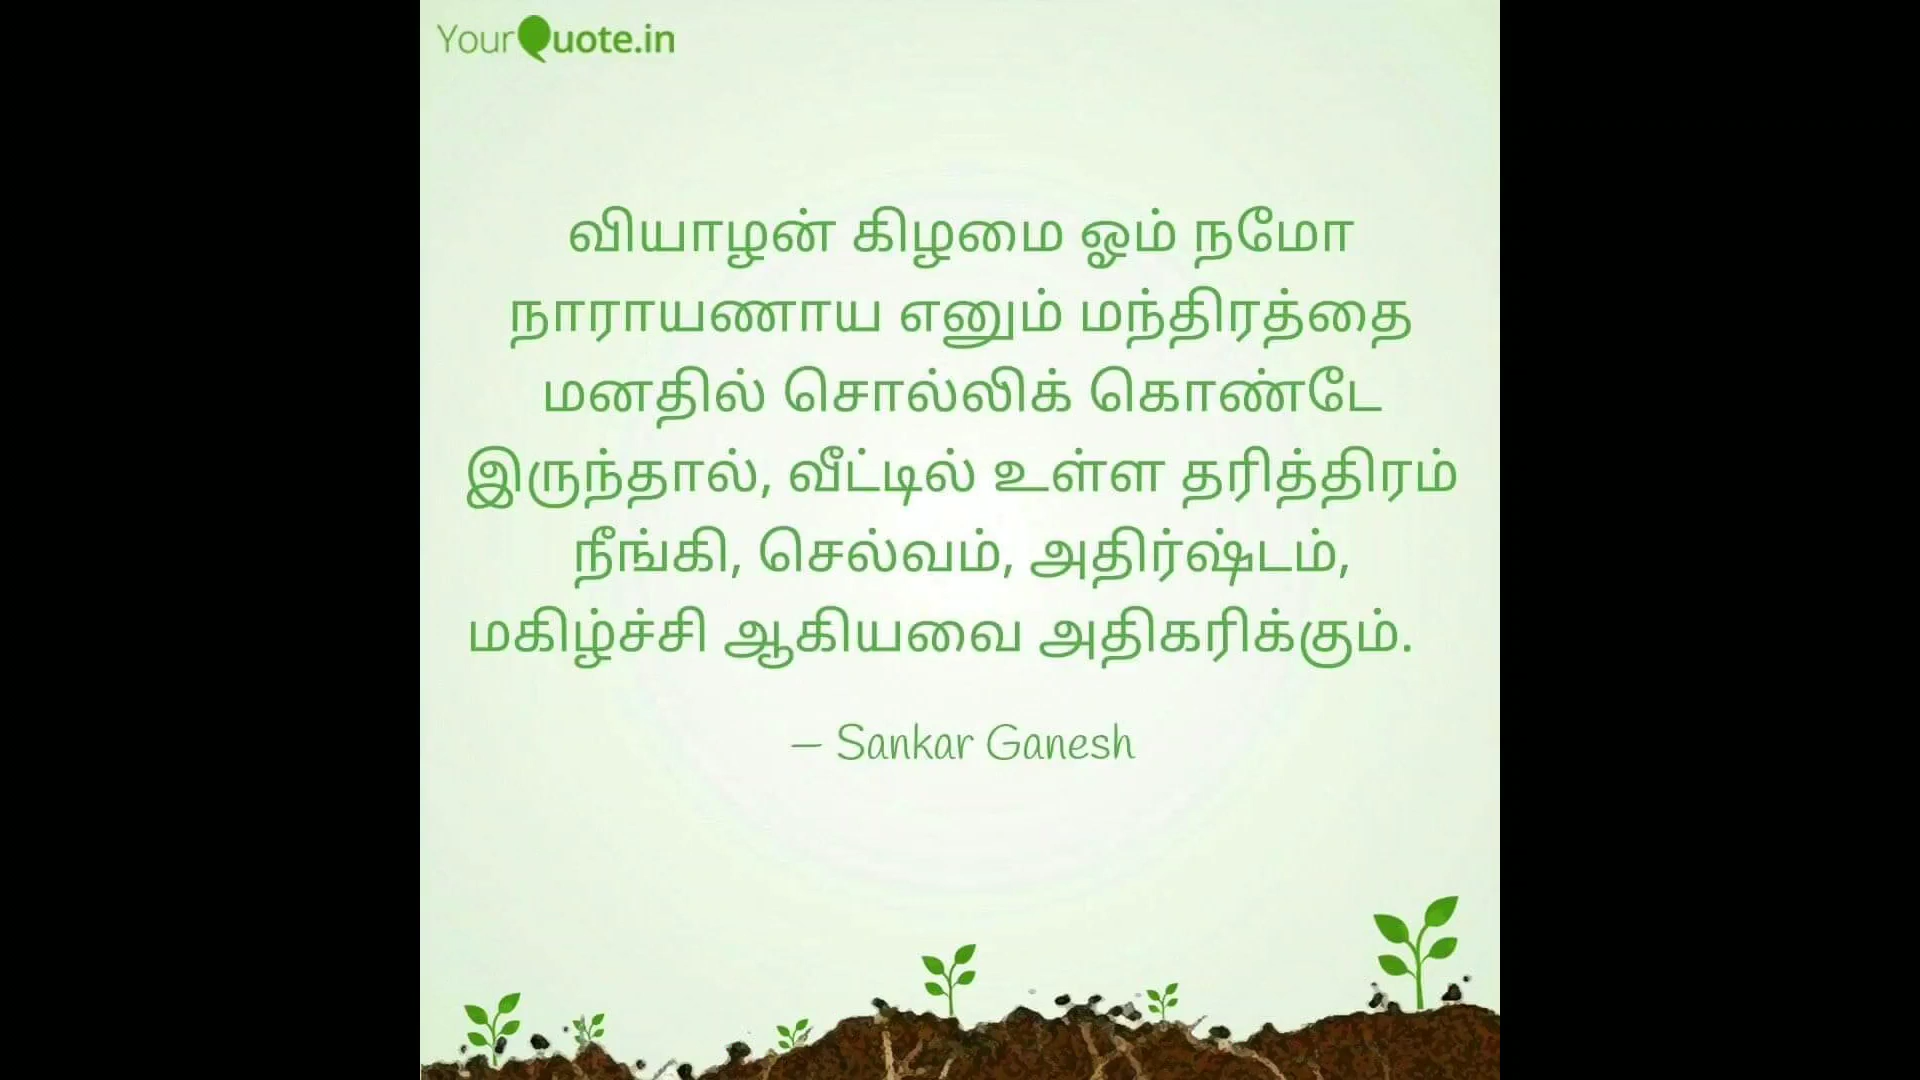 YourQuote.in
வியாழன் கிழமை ஓம் நமோ
நாராயணாய எனும் மந்திரத்தை
மனதில் சொல்லிக் கொண்டே
இருந்தால், வீட்டில் உள்ள தரித்திரம்
நீங்கி, செல்வம், அதிர்ஷ்டம்,
மகிழ்ச்சி ஆகியவை அதிகரிக்கும்.
– Sankar Ganesh